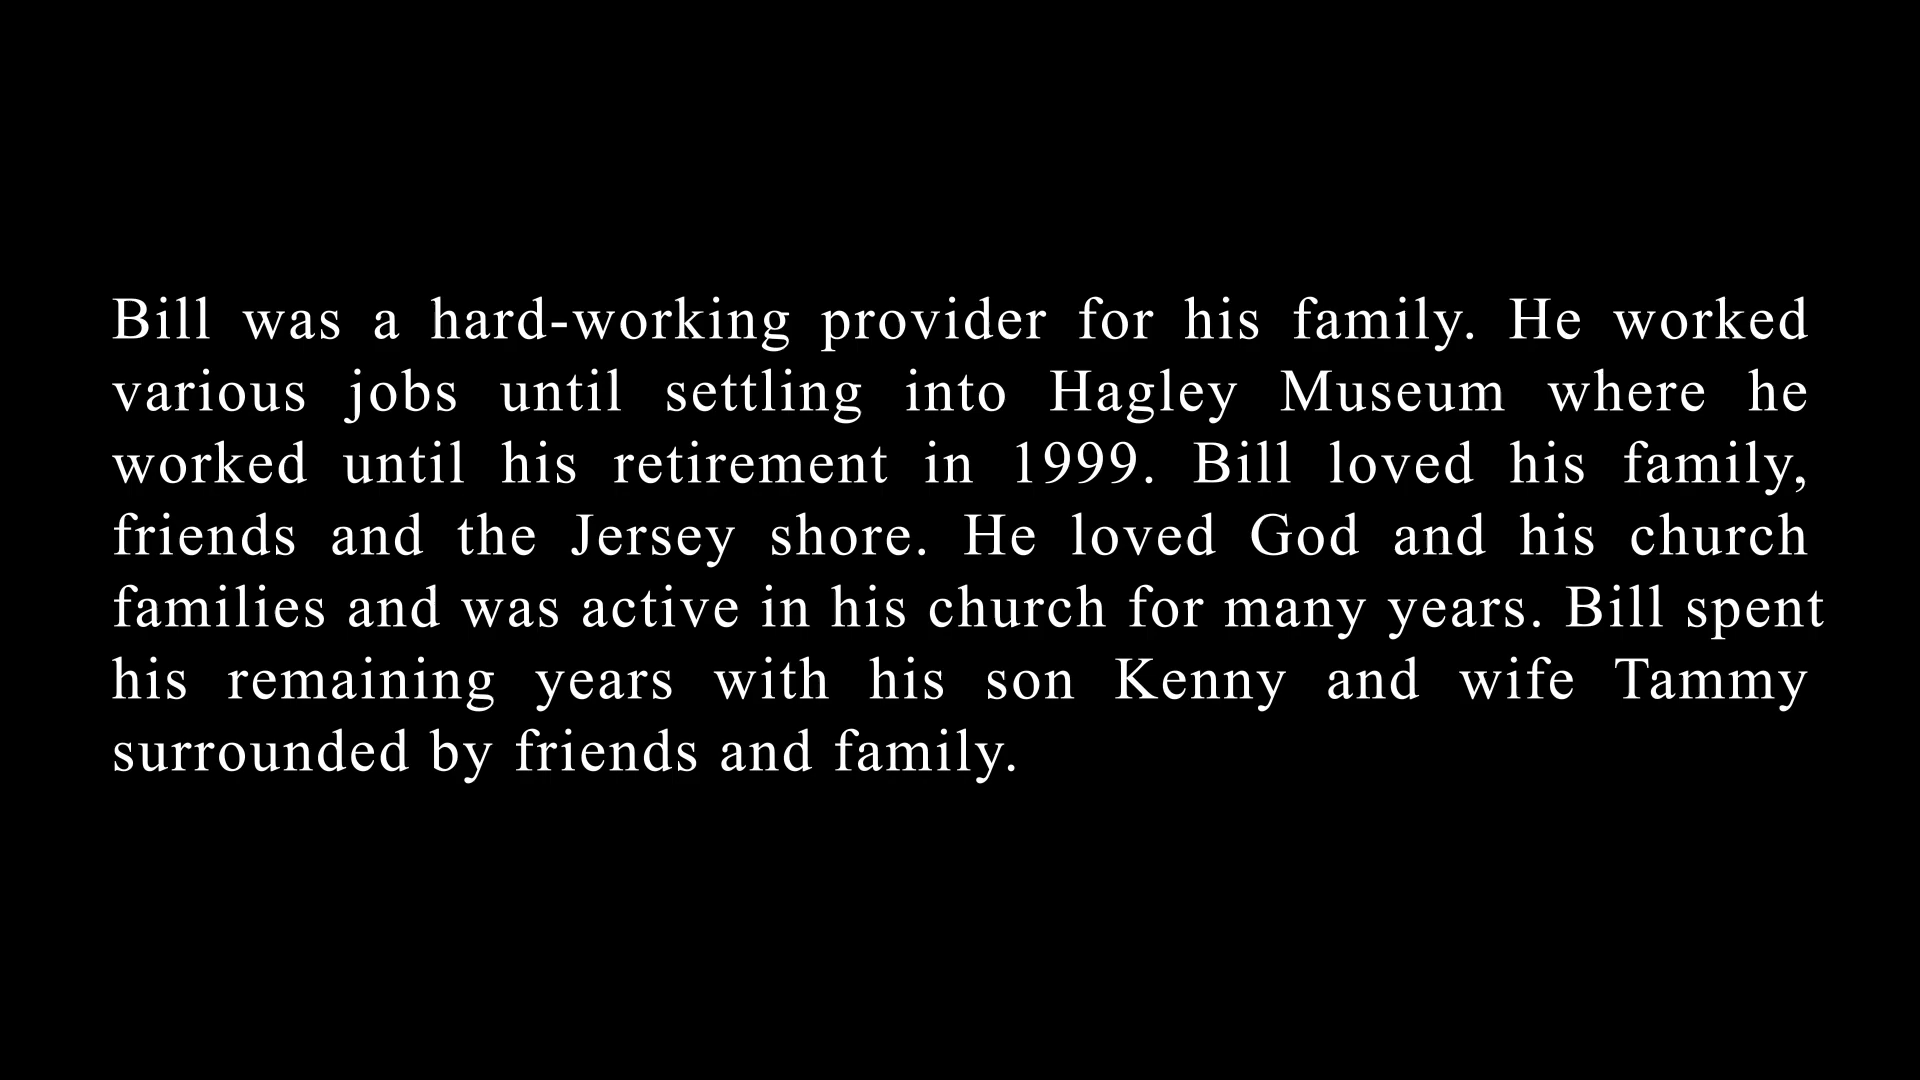 Bill was a hard-working provider for his family. He worked
various jobs until settling into Hagley Museum where he
worked until his retirement in 1999. Bill loved his family,
friends and the Jersey shore. He loved God and his church
families and was active in his church for many years. Bill spent
his remaining years with his son Kenny and wife Tammy
surrounded by friends and family.